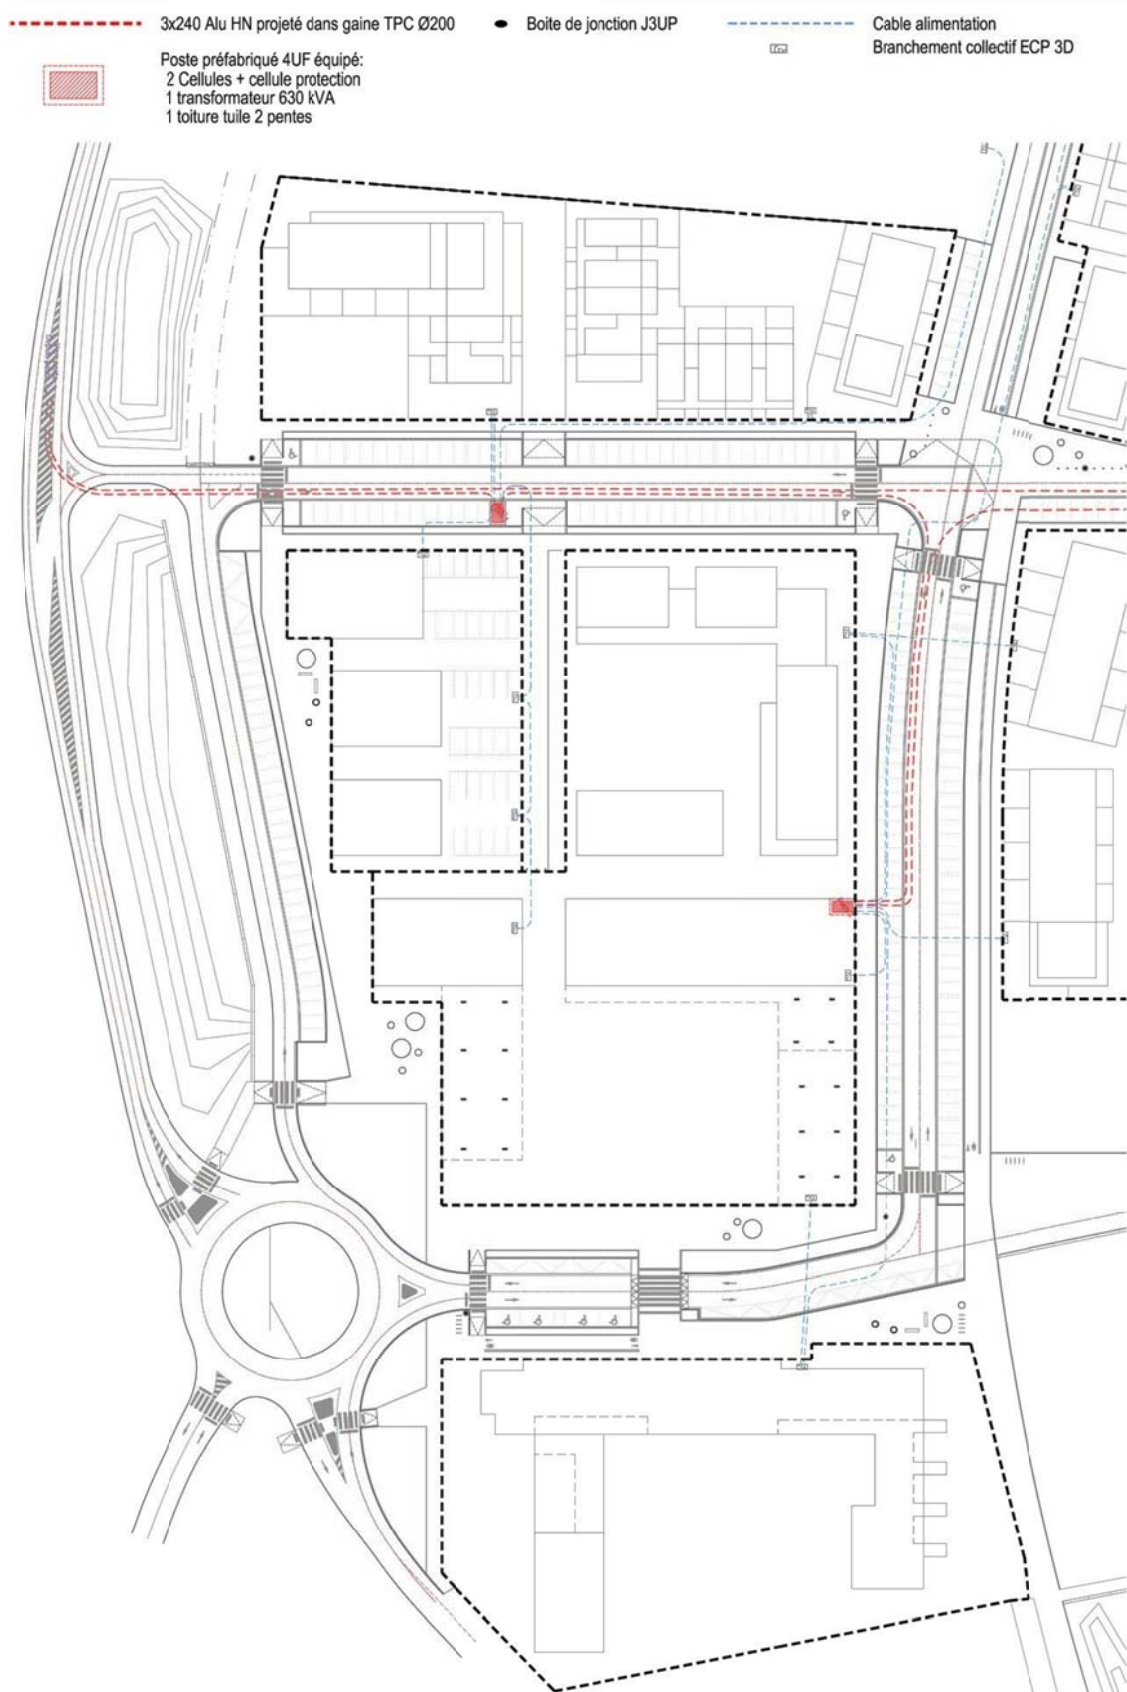 3x240 Alu HN projeté dans gaine TPC Ø200
Boite de jonction J3UP
Cable alimentation
Branchement collectif ECP 3D
Poste préfabriqué 4UF équipé:
2 Cellules + cellule protection
1 transformateur 630 kVA
1 toiture tuile 2 pentes